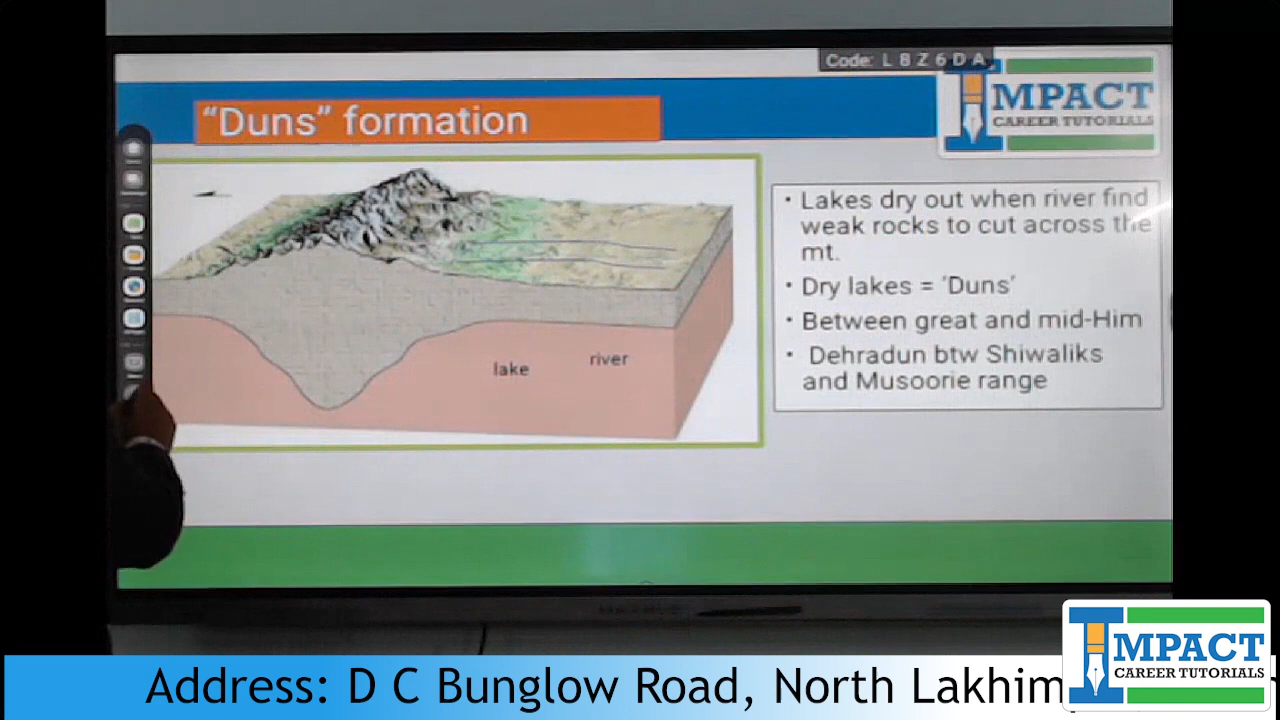 Code: L 8 Z 6 D A
“Duns” formation
IMPACT
CAREER TUTORIALS
• Lakes dry out when river find
weak rocks to cut across the
mt.
• Dry lakes = ‘Duns’
• Between great and mid-Him
• Dehradun btw Shiwaliks
and Musoorie range
river
lake
IMPACT
CAREER TUTORIALS
Address: D C Bunglow Road, North Lakhim